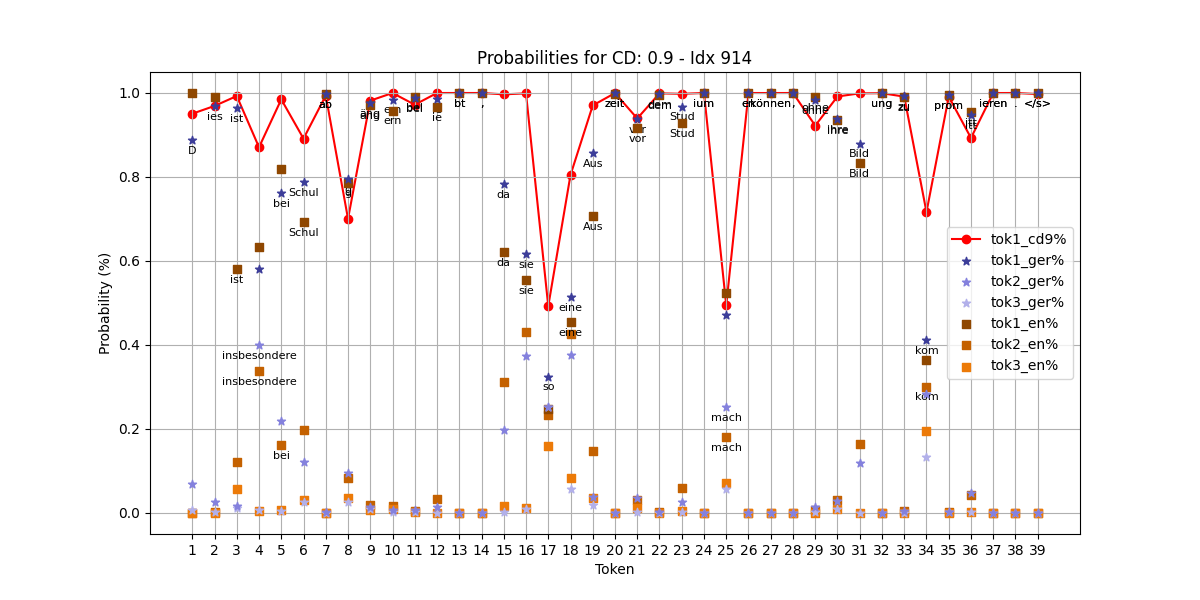 Probabilities for CD: 0.9 - Idx 914
Probability (%)
1.0
0.8
0.6
0.4
0.2
0.0
D
ies
ist
ist
insbesondere
insbesondere
bei
bei
Schul
Schul
ab
äng
äng
ern
bei
ie
bt
,
da
da
sie
sie
so
eine
eine
Aus
Aus
zeit
vor
vor
dem
Stud
Stud
ium
mach
mach
können
,
ohne
ohne
Ihre
Bild
Bild
ung
zu
kom
kom
prom
itt
itt
ieren
.
</s>
tok1_cd9%
tok1_ger%
tok2_ger%
tok3_ger%
tok1_en%
tok2_en%
tok3_en%
1 2 3 4 5 6 7 8 9 10 11 12 13 14 15 16 17 18 19 20 21 22 23 24 25 26 27 28 29 30 31 32 33 34 35 36 37 38 39
Token